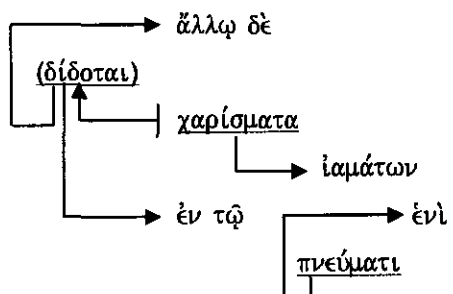 ἄλλῳ δὲ
(δίδοται)
χαρίσματα
ἰαμάτων
ἐν τῷ
ἑνὶ
πνεύματι